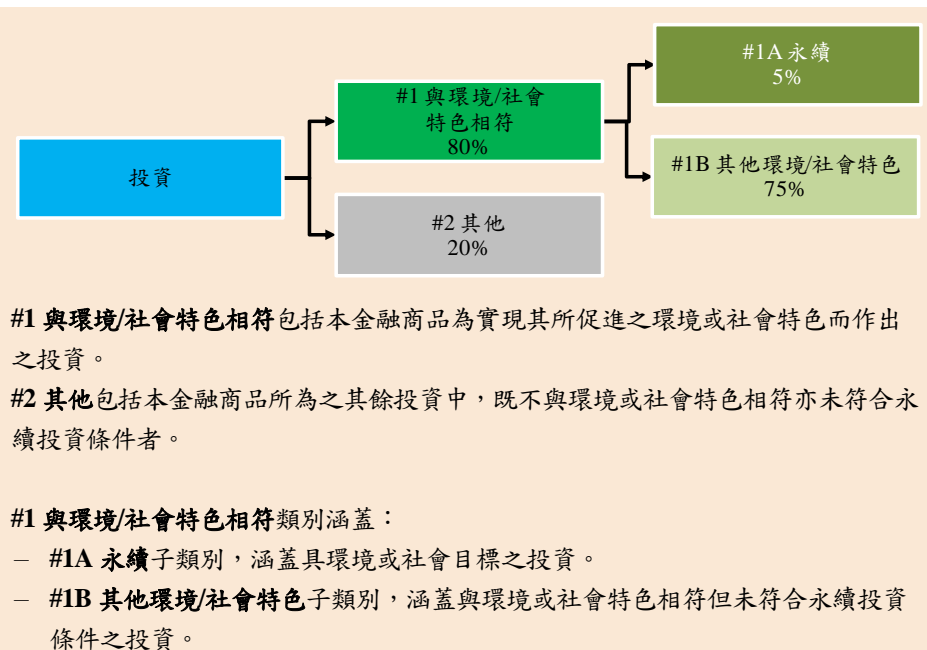 #1A 永續
5%
#1 與環境/社會
特色相符
80%
投資
#1B 其他環境/社會特色
75%
#2 其他
20%
#1 與環境/社會特色相符包括本金融商品為實現其所促進之環境或社會特色而作出
之投資。
#2 其他包括本金融商品所為之其餘投資中，既不與環境或社會特色相符亦未符合永
續投資條件者。
#1 與環境/社會特色相符類別涵蓋：
– #1A 永續子類別，涵蓋具環境或社會目標之投資。
– #1B 其他環境/社會特色子類別，涵蓋與環境或社會特色相符但未符合永續投資
條件之投資。